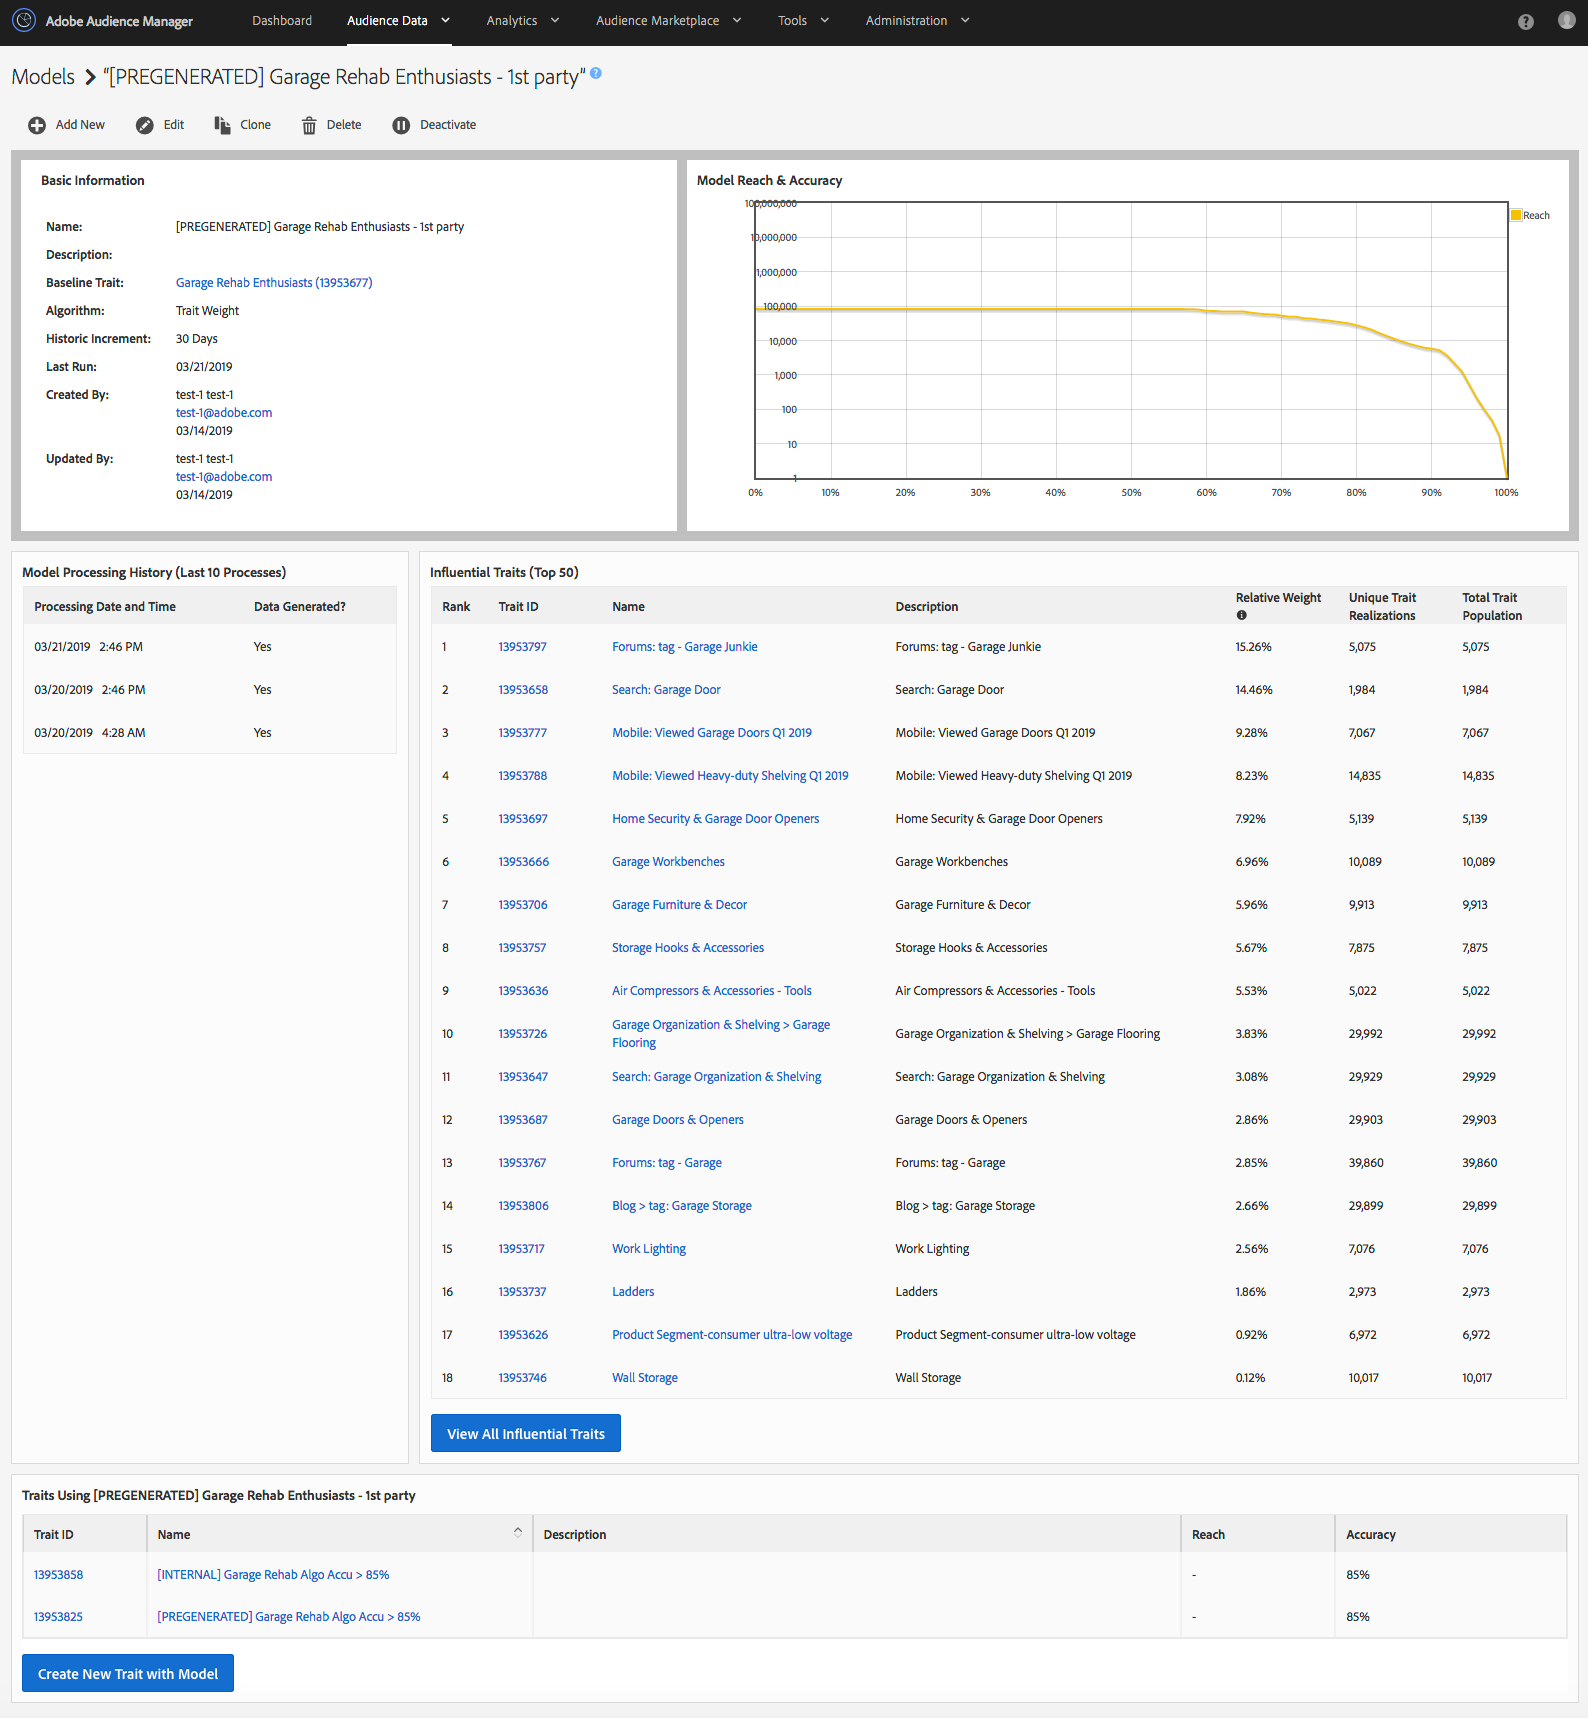 Adobe Audience Manager Dashboard Audience Data Analytics Audience Marketplace Tools Administration ?
Models > "[PREGENERATED] Garage Rehab Enthusiasts - 1st party" ?
Add New Edit Clone Delete Deactivate
Basic Information
Name: [PREGENERATED] Garage Rehab Enthusiasts - 1st party
Description:
Baseline Trait: Garage Rehab Enthusiasts (13953677)
Algorithm: Trait Weight
Historic Increment: 30 Days
Last Run: 03/21/2019
Created By: test-1 test-1
test-1@adobe.com
03/14/2019
Updated By: test-1 test-1
test-1@adobe.com
03/14/2019
Model Reach & Accuracy
100,000,000
10,000,000
1,000,000
100,000
10,000
1,000
100
10
1
0% 10% 20% 30% 40% 50% 60% 70% 80% 90% 100%
Reach
Model Processing History (Last 10 Processes)
Processing Date and Time Data Generated?
03/21/2019 2:46 PM Yes
03/20/2019 2:46 PM Yes
03/20/2019 4:28 AM Yes
Influential Traits (Top 50)
Rank Trait ID Name Description Relative Weight Unique Trait Realizations Total Trait Population
1 13953797 Forums: tag - Garage Junkie Forums: tag - Garage Junkie 15.26% 5,075 5,075
2 13953658 Search: Garage Door Search: Garage Door 14.46% 1,984 1,984
3 13953777 Mobile: Viewed Garage Doors Q1 2019 Mobile: Viewed Garage Doors Q1 2019 9.28% 7,067 7,067
4 13953788 Mobile: Viewed Heavy-duty Shelving Q1 2019 Mobile: Viewed Heavy-duty Shelving Q1 2019 8.23% 14,835 14,835
5 13953697 Home Security & Garage Door Openers Home Security & Garage Door Openers 7.92% 5,139 5,139
6 13953666 Garage Workbenches Garage Workbenches 6.96% 10,089 10,089
7 13953706 Garage Furniture & Decor Garage Furniture & Decor 5.96% 9,913 9,913
8 13953757 Storage Hooks & Accessories Storage Hooks & Accessories 5.67% 7,875 7,875
9 13953636 Air Compressors & Accessories - Tools Air Compressors & Accessories - Tools 5.53% 5,022 5,022
10 13953726 Garage Organization & Shelving > Garage Flooring Garage Organization & Shelving > Garage Flooring 3.83% 29,992 29,992
11 13953647 Search: Garage Organization & Shelving Search: Garage Organization & Shelving 3.08% 29,929 29,929
12 13953687 Garage Doors & Openers Garage Doors & Openers 2.86% 29,903 29,903
13 13953767 Forums: tag - Garage Forums: tag - Garage 2.85% 39,860 39,860
14 13953806 Blog > tag: Garage Storage Blog > tag: Garage Storage 2.66% 29,899 29,899
15 13953717 Work Lighting Work Lighting 2.56% 7,076 7,076
16 13953737 Ladders Ladders 1.86% 2,973 2,973
17 13953626 Product Segment-consumer ultra-low voltage Product Segment-consumer ultra-low voltage 0.92% 6,972 6,972
18 13953746 Wall Storage Wall Storage 0.12% 10,017 10,017
View All Influential Traits
Traits Using [PREGENERATED] Garage Rehab Enthusiasts - 1st party
Trait ID Name Description Reach Accuracy
13953858 [INTERNAL] Garage Rehab Algo Accu > 85% - 85%
13953825 [PREGENERATED] Garage Rehab Algo Accu > 85% - 85%
Create New Trait with Model